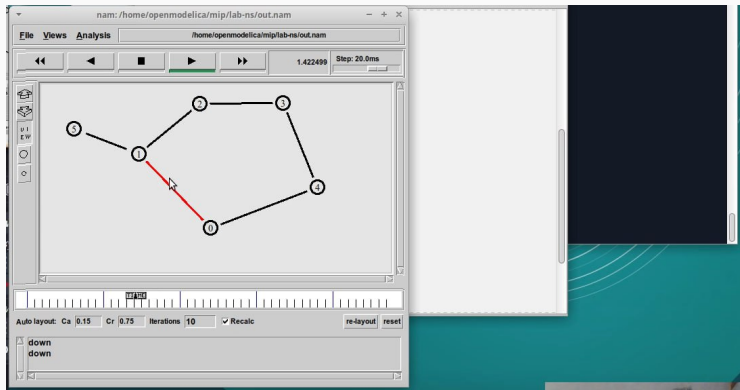 nam: /home/openmodelica/mip/lab-ns/out.nam
File Views Analysis /home/openmodelica/mip/lab-ns/out.nam
1.422499 Step: 20.0ms
2
3
5
1
4
0
Auto layout: Ca 0.15 Cr 0.75 Iterations 10 Recalc re-layout reset
down
down